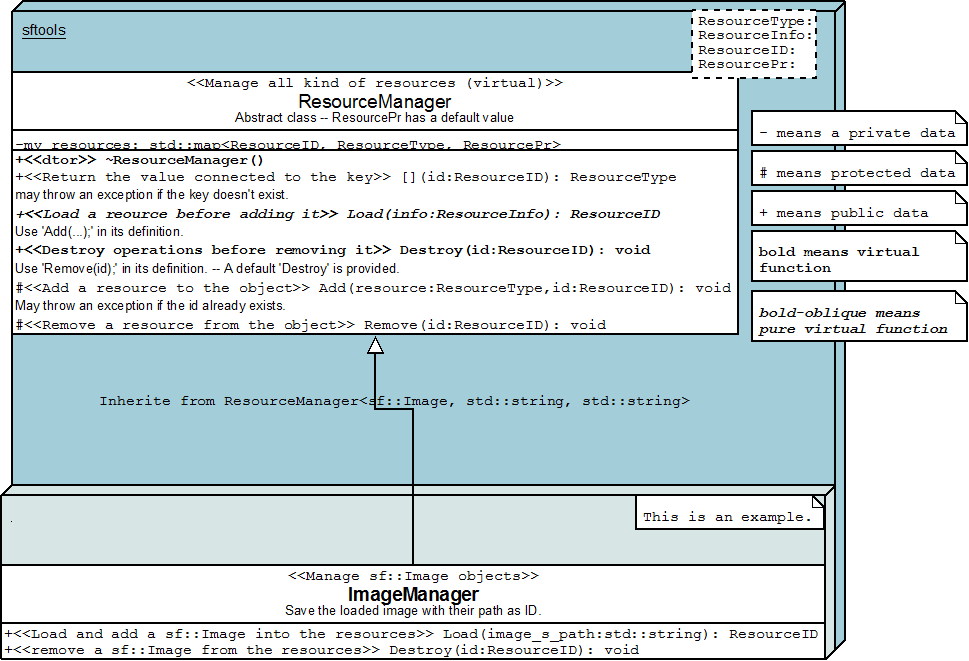 sftools
ResourceType:
ResourceInfo:
ResourceID:
ResourcePr:
<<Manage all kind of resources (virtual)>>
ResourceManager
Abstract class -- ResourcePr has a default value
-my_resources: std::map<ResourceID, ResourceType, ResourcePr>
+<<dtor>> ~ResourceManager()
+<<Return the value connected to the key>> [](id:ResourceID): ResourceType
may throw an exception if the key doesn't exist.
+<<Load a reource before adding it>> Load(info:ResourceInfo): ResourceID
Use 'Add(...);' in its definition.
+<<Destroy operations before removing it>> Destroy(id:ResourceID): void
Use 'Remove(id);' in its definition. -- A default 'Destroy' is provided.
#<<Add a resource to the object>> Add(resource:ResourceType,id:ResourceID): void
May throw an exception if the id already exists.
#<<Remove a resource from the object>> Remove(id:ResourceID): void
- means a private data
# means protected data
+ means public data
bold means virtual
function
bold-oblique means
pure virtual function
Inherite from ResourceManager<sf::Image, std::string, std::string>
This is an example.
<<Manage sf::Image objects>>
ImageManager
Save the loaded image with their path as ID.
+<<Load and add a sf::Image into the resources>> Load(image_s_path:std::string): ResourceID
+<<remove a sf::Image from the resources>> Destroy(id:ResourceID): void